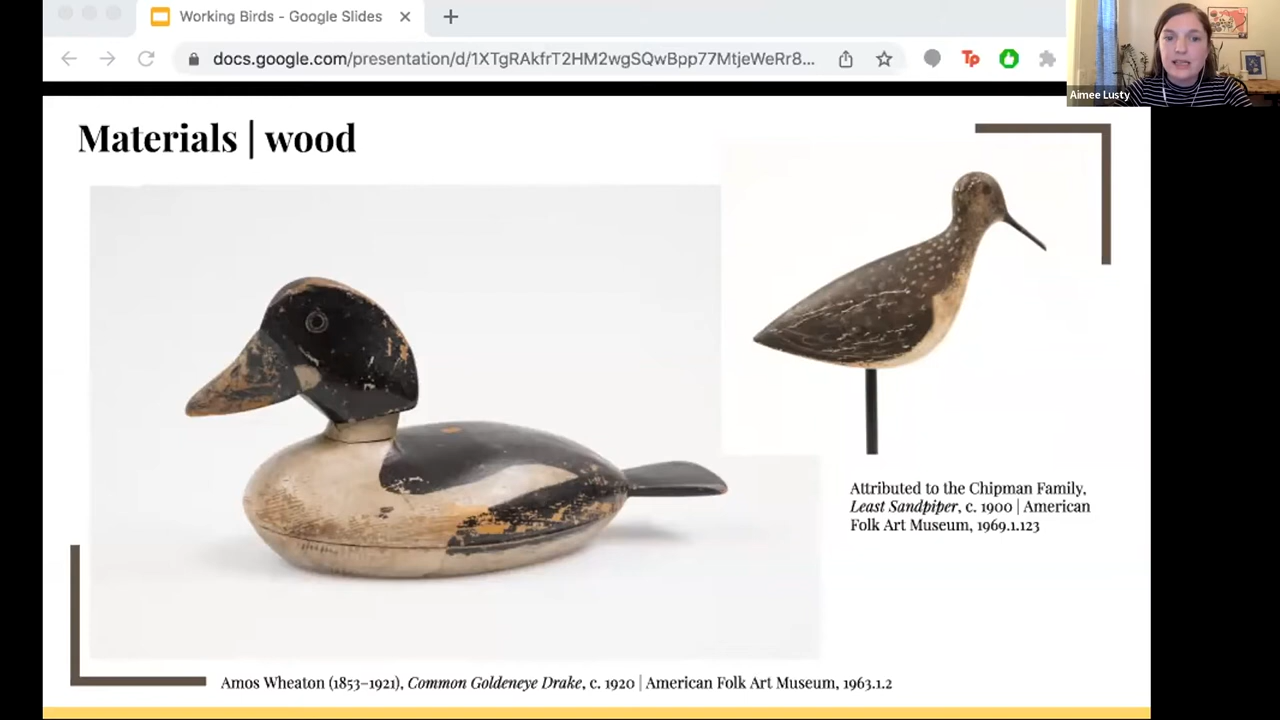 Working Birds - Google Slides
docs.google.com/presentation/d/1XTgRAkfrT2HM2wgSQwBpp77MtjeWeRr8...
Tp
Aimee Lusty
Materials | wood
Attributed to the Chipman Family,
Least Sandpiper, c. 1900 | American
Folk Art Museum, 1969.1.123
Amos Wheaton (1853–1921), Common Goldeneye Drake, c. 1920 | American Folk Art Museum, 1963.1.2